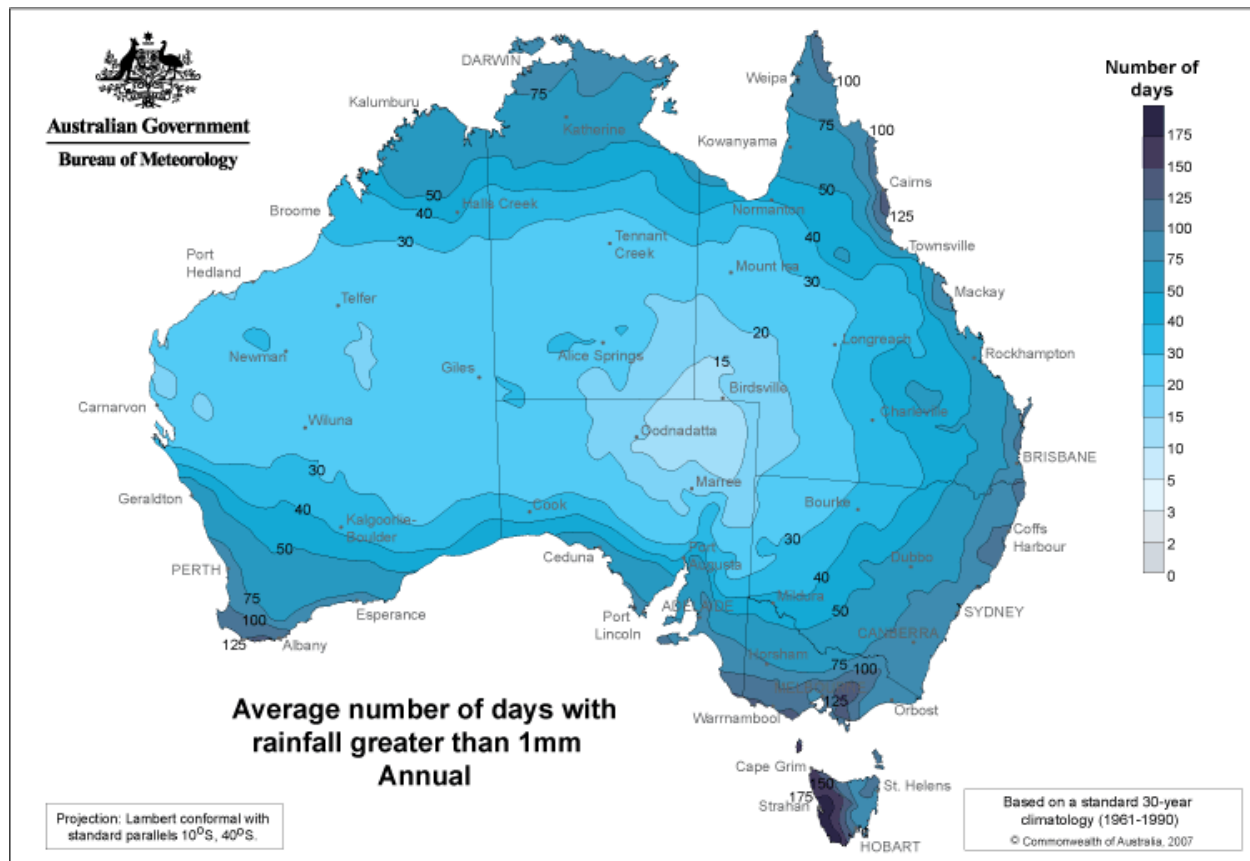 Australian Government
Bureau of Meteorology
DARWIN
Weipa
100
75
Kalumburu
Katherine
Kowanyama
75
100
50
Cairns
125
50
Halls Creek
40
Broome
30
Normanton
40
Townsville
Tennant
Creek
Mount Isa
30
Port
Hedland
Telfer
Mackay
20
Longreach
Newman
Alice Springs
15
Rockhampton
Giles
Birdsville
Carnarvon
Charleville
Wiluna
Oodnadatta
30
BRISBANE
Marree
Geraldton
40
Kalgoorlie-
Boulder
Cook
Bourke
Coffs
Harbour
50
Ceduna
Port
Augusta
30
Dubbo
PERTH
40
75
Esperance
Port
Lincoln
ADELAIDE
Mildura
50
SYDNEY
100
125
Albany
CANBERRA
Horsham
75
100
125
Warrnambool
Orbost
Cape Grim
150
St. Helens
175
Strahan
HOBART
Number of
days
175
150
125
100
75
50
40
30
20
15
10
5
3
2
0
Average number of days with
rainfall greater than 1mm
Annual
Projection: Lambert conformal with
standard parallels 10°S, 40°S.
Based on a standard 30-year
climatology (1961-1990)
© Commonwealth of Australia, 2007